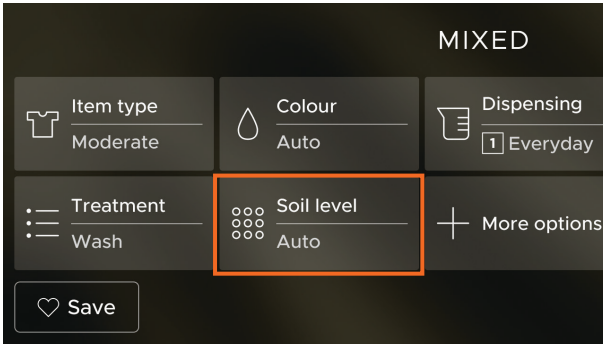 MIXED
Item type
Moderate
Colour
Auto
Dispensing
1 Everyday
Treatment
Wash
Soil level
Auto
More options
Save